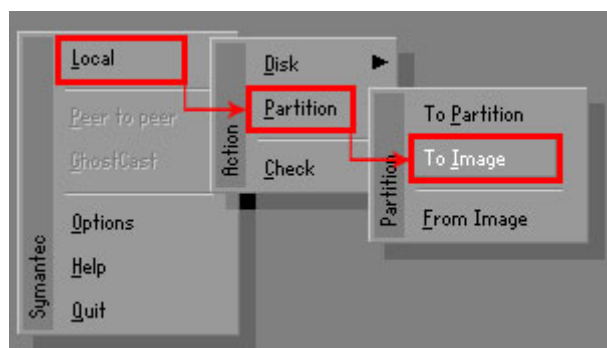 Local
Peer to peer
GhostCast
Options
Help
Quit
Symantec
Disk
Partition
Check
Action
To Partition
To Image
From Image
Partition